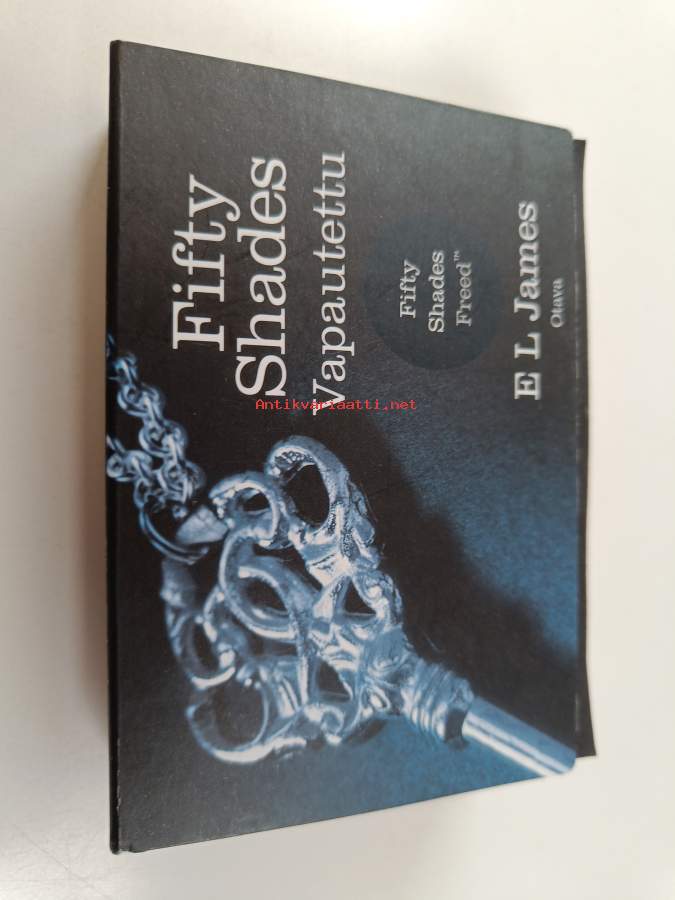 Fifty
Shades
Vapautettu
Fifty
Shades
Freed™
E L James
Otava
Antikvariaatti.net